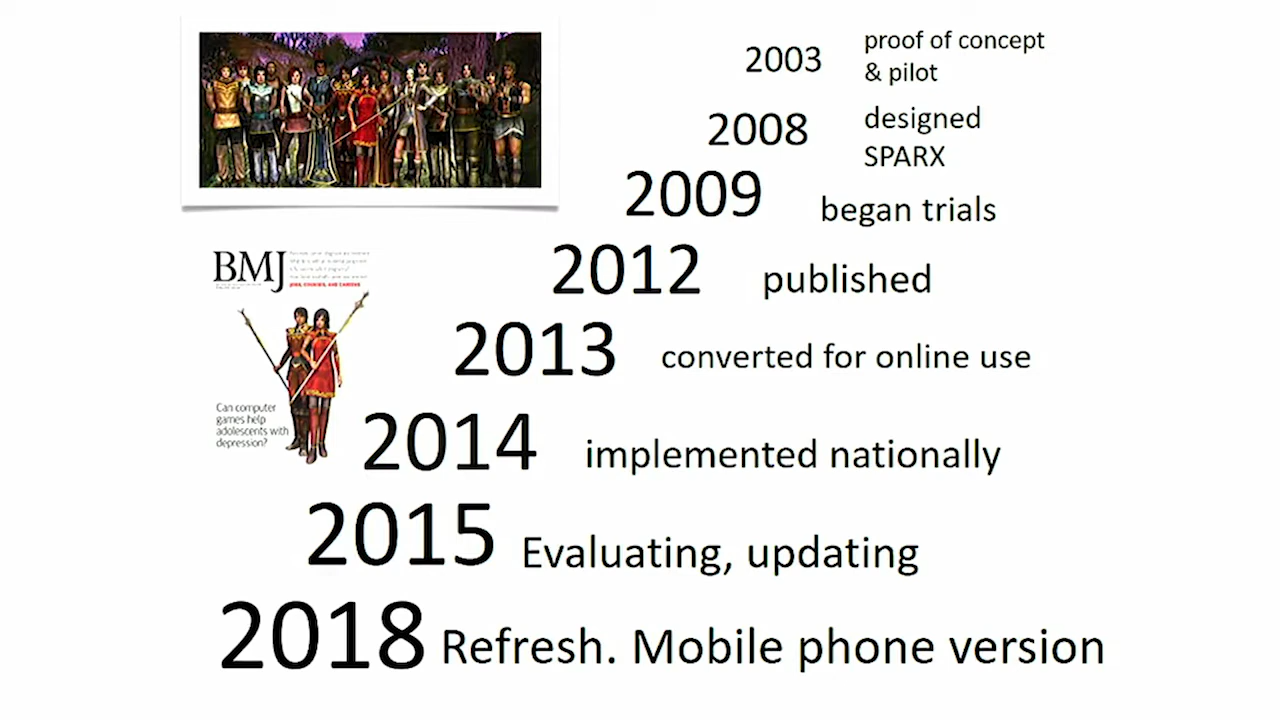 2003 proof of concept
& pilot
2008 designed
SPARX
2009 began trials
2012 published
2013 converted for online use
2014 implemented nationally
2015 Evaluating, updating
2018 Refresh. Mobile phone version
BMJ
Can computer
games help
adolescents with
depression?